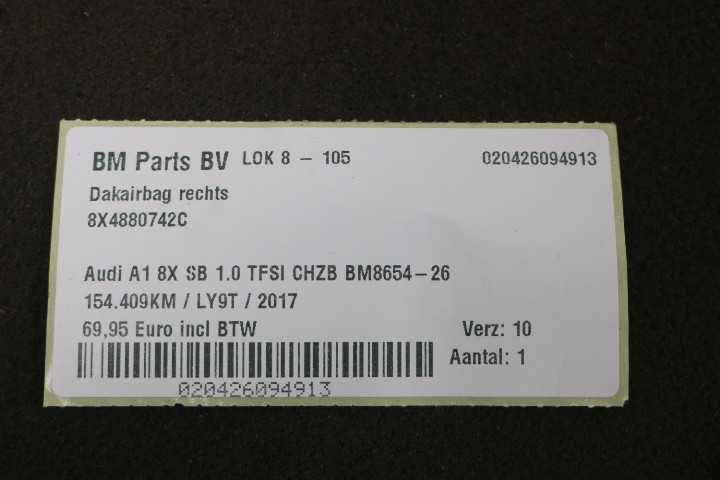 BM Parts BV LOK 8 - 105 020426094913
Dakairbag rechts
8X4880742C
Audi A1 8X SB 1.0 TFSI CHZB BM8654-26
154.409KM / LY9T / 2017
69,95 Euro incl BTW Verz: 10
Aantal: 1
020426094913